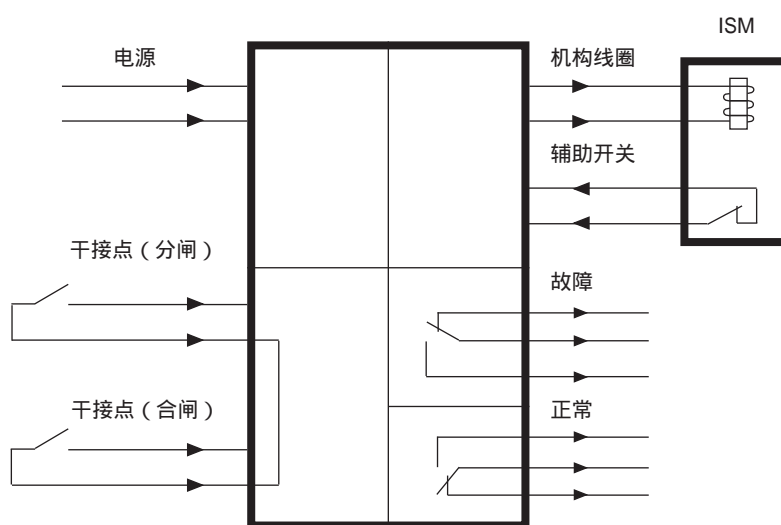 ISM
电源
机构线圈
辅助开关
干接点（分闸）
故障
干接点（合闸）
正常